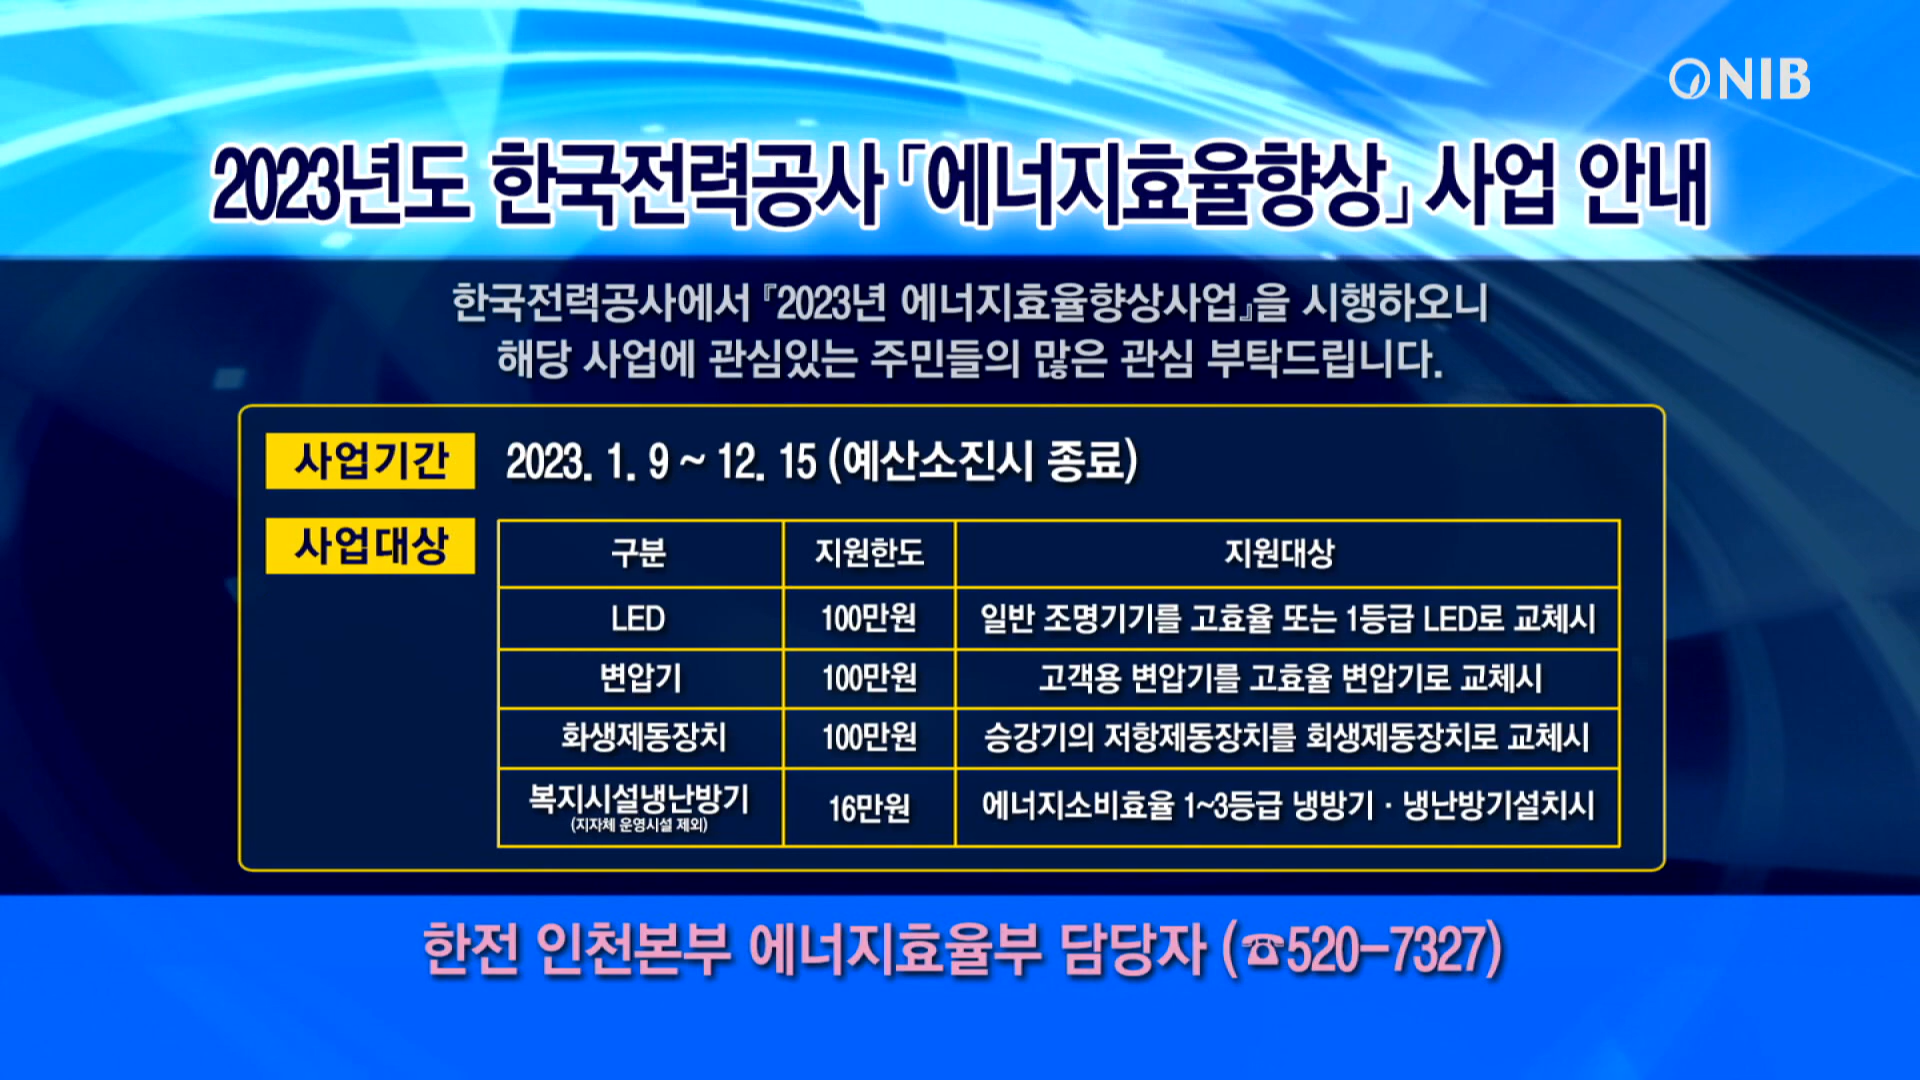 NIB
2023년도 한국전력공사 「에너지효율향상」 사업 안내
한국전력공사에서 『2023년 에너지효율향상사업』을 시행하오니
해당 사업에 관심있는 주민들의 많은 관심 부탁드립니다.
사업기간 2023. 1. 9 ~ 12. 15 (예산소진시 종료)
사업대상
구분 지원한도 지원대상
LED 100만원 일반 조명기기를 고효율 또는 1등급 LED로 교체시
변압기 100만원 고객용 변압기를 고효율 변압기로 교체시
화생제동장치 100만원 승강기의 저항제동장치를 회생제동장치로 교체시
복지시설냉난방기 16만원 에너지소비효율 1~3등급 냉방기 · 냉난방기설치시
(지자체 운영시설 제외)
한전 인천본부 에너지효율부 담당자 (☎520-7327)